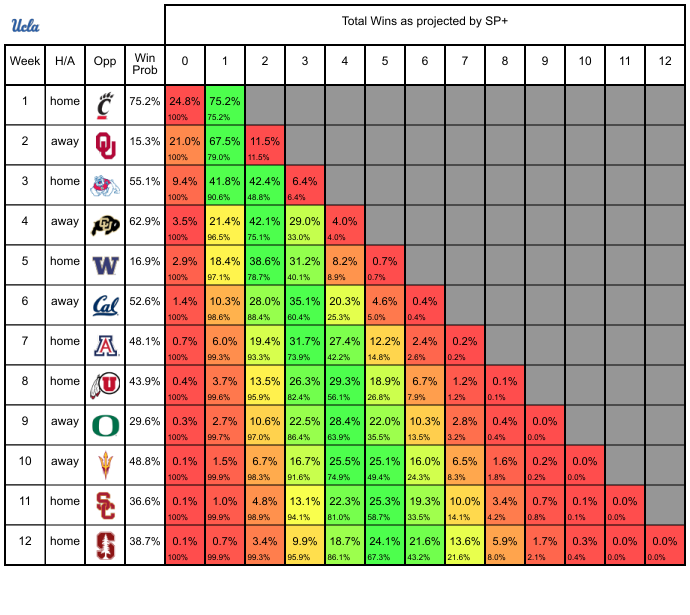 Ucla
Total Wins as projected by SP+
Week H/A Opp Win Prob 0 1 2 3 4 5 6 7 8 9 10 11 12
1 home C 75.2% 24.8% 75.2%
100% 75.2%
2 away OU 15.3% 21.0% 67.5% 11.5%
100% 79.0% 11.5%
3 home 55.1% 9.4% 41.8% 42.4% 6.4%
100% 90.6% 48.8% 6.4%
4 away CU 62.9% 3.5% 21.4% 42.1% 29.0% 4.0%
100% 96.5% 75.1% 33.0% 4.0%
5 home W 16.9% 2.9% 18.4% 38.6% 31.2% 8.2% 0.7%
100% 97.1% 78.7% 40.1% 8.9% 0.7%
6 away Cal 52.6% 1.4% 10.3% 28.0% 35.1% 20.3% 4.6% 0.4%
100% 98.6% 88.4% 60.4% 25.3% 5.0% 0.4%
7 home A 48.1% 0.7% 6.0% 19.4% 31.7% 27.4% 12.2% 2.4% 0.2%
100% 99.3% 93.3% 73.9% 42.2% 14.8% 2.6% 0.2%
8 home U 43.9% 0.4% 3.7% 13.5% 26.3% 29.3% 18.9% 6.7% 1.2% 0.1%
100% 99.6% 95.9% 82.4% 56.1% 26.8% 7.9% 1.2% 0.1%
9 away O 29.6% 0.3% 2.7% 10.6% 22.5% 28.4% 22.0% 10.3% 2.8% 0.4% 0.0%
100% 99.7% 97.0% 86.4% 63.9% 35.5% 13.5% 3.2% 0.4% 0.0%
10 away 48.8% 0.1% 1.5% 6.7% 16.7% 25.5% 25.1% 16.0% 6.5% 1.6% 0.2% 0.0%
100% 99.9% 98.3% 91.6% 74.9% 49.4% 24.3% 8.3% 1.8% 0.2% 0.0%
11 home SC 36.6% 0.1% 1.0% 4.8% 13.1% 22.3% 25.3% 19.3% 10.0% 3.4% 0.7% 0.1% 0.0%
100% 99.9% 98.9% 94.1% 81.0% 58.7% 33.5% 14.1% 4.2% 0.8% 0.1% 0.0%
12 home S 38.7% 0.1% 0.7% 3.4% 9.9% 18.7% 24.1% 21.6% 13.6% 5.9% 1.7% 0.3% 0.0% 0.0%
100% 99.9% 99.3% 95.9% 86.1% 67.3% 43.2% 21.6% 8.0% 2.1% 0.4% 0.0% 0.0%